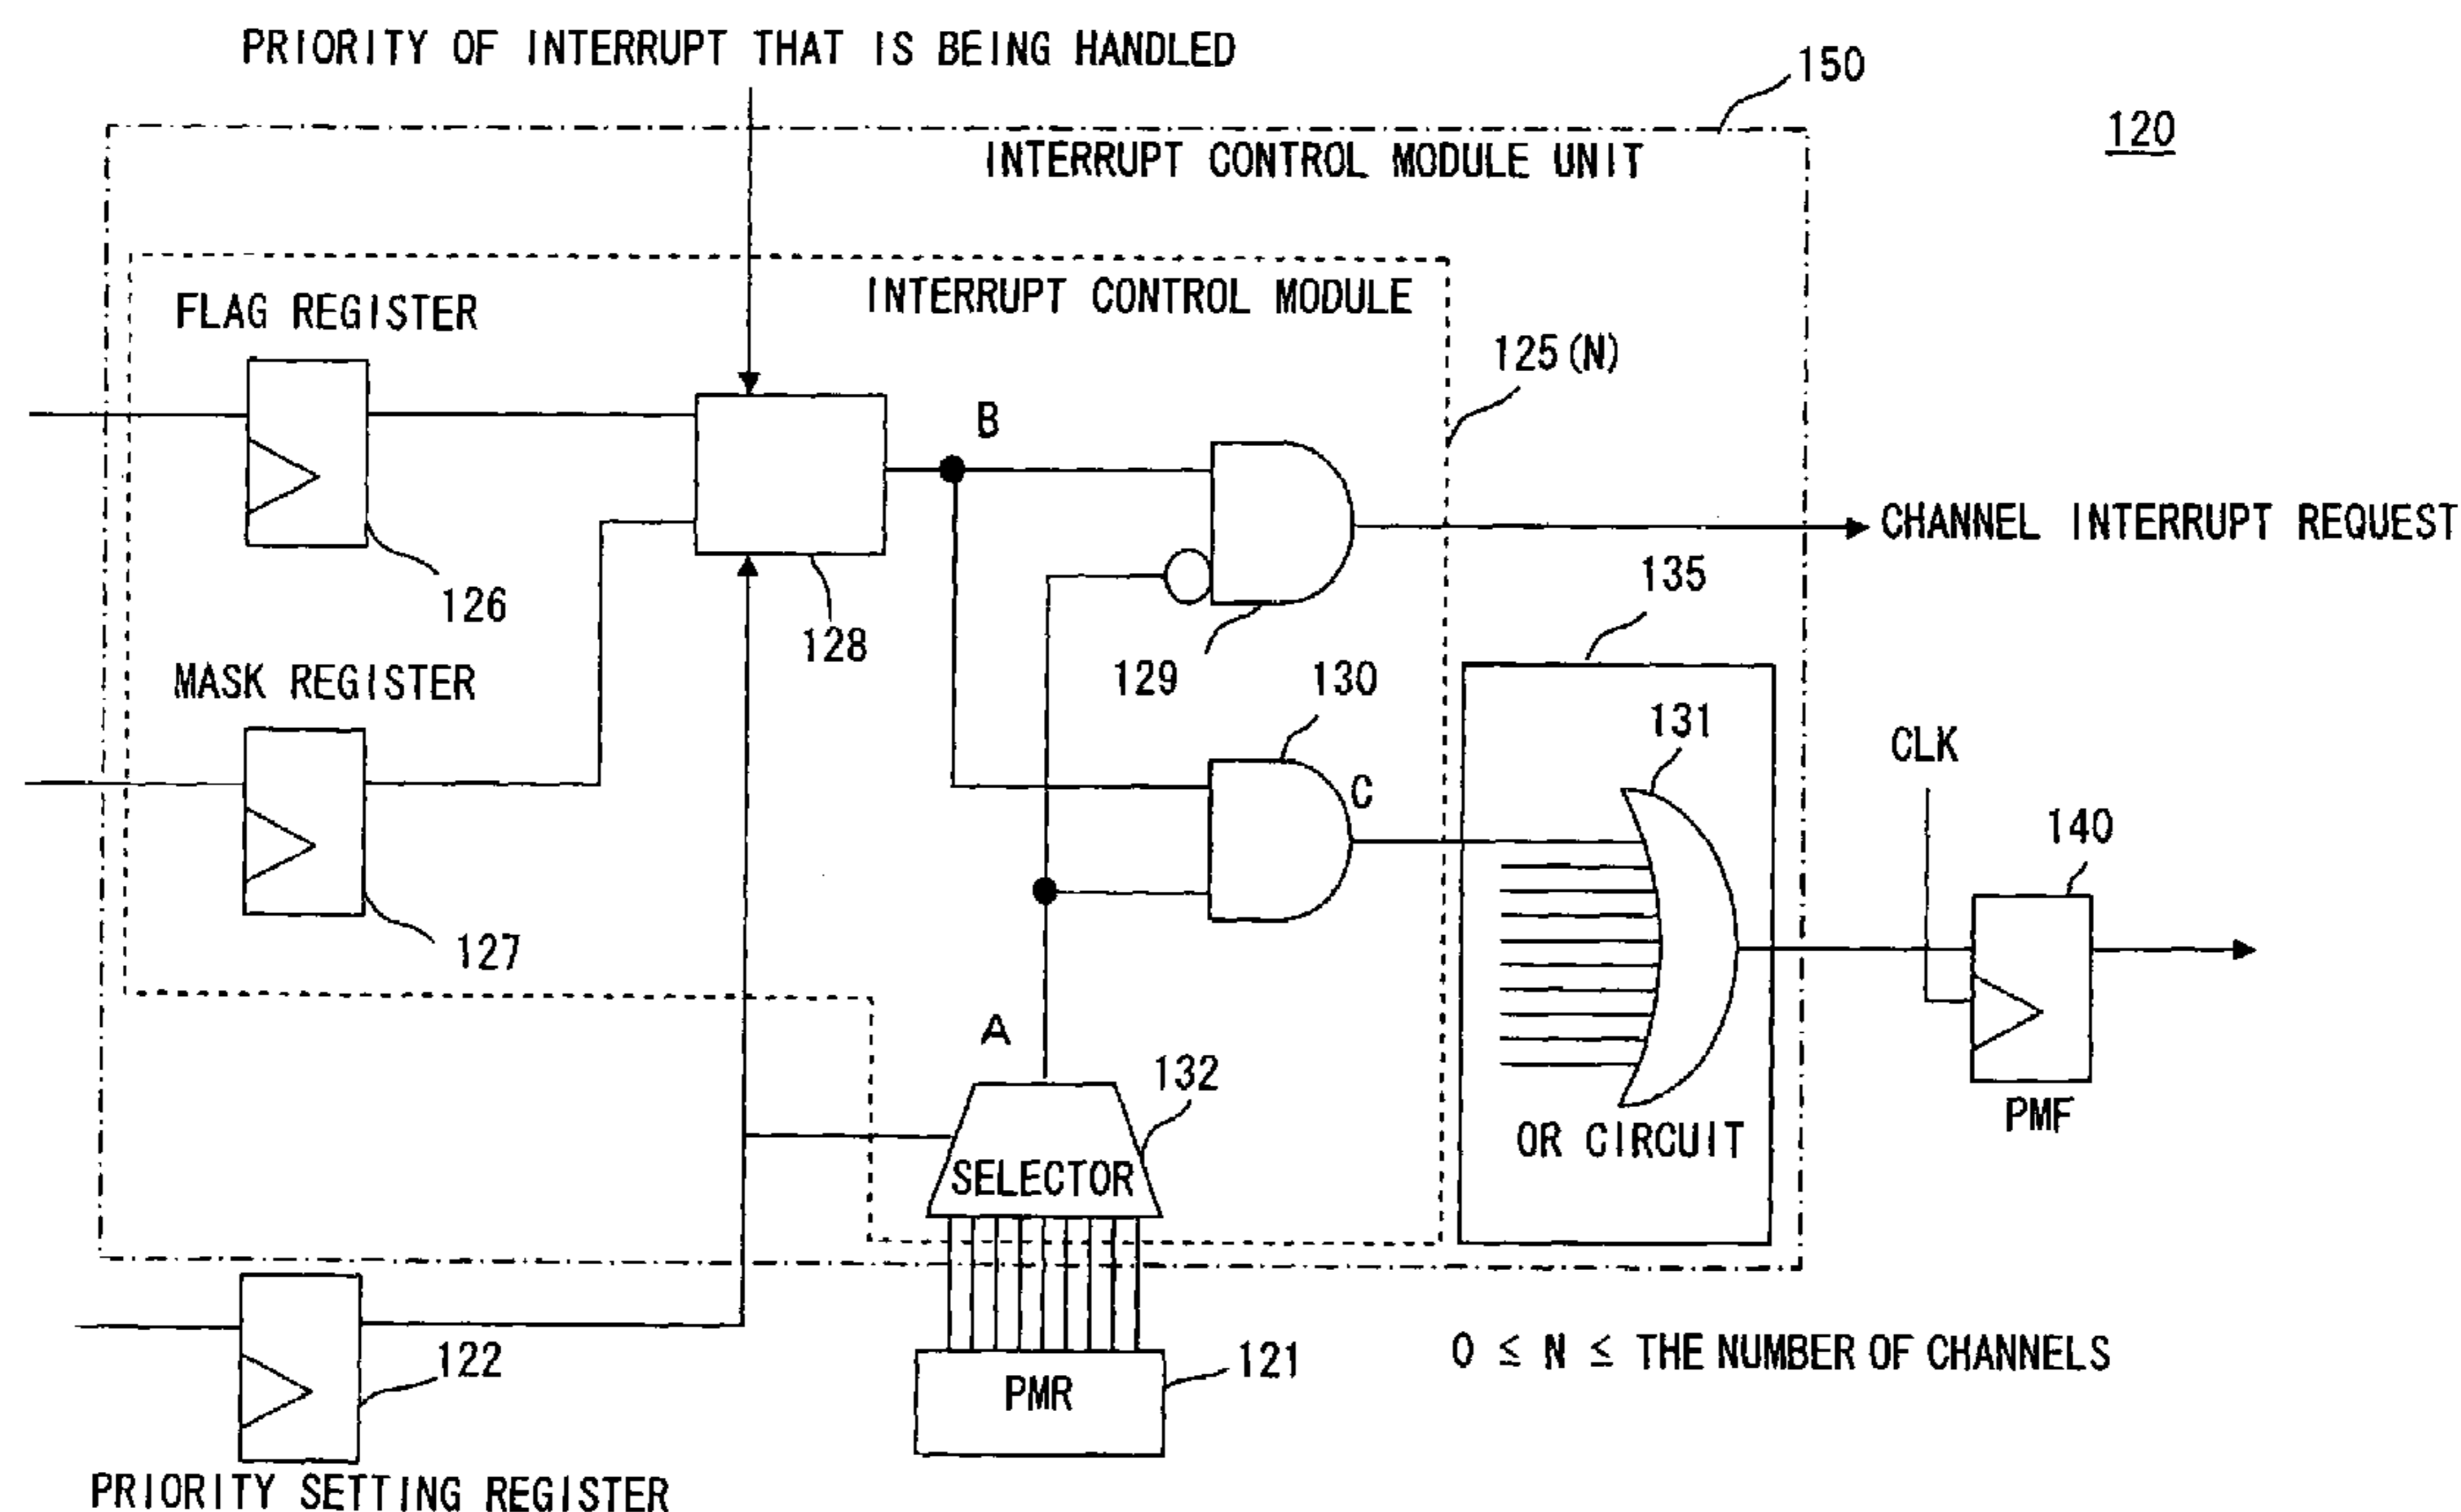 PRIORITY OF INTERRUPT THAT IS BEING HANDLED
150
120
INTERRUPT CONTROL MODULE UNIT
INTERRUPT CONTROL MODULE
FLAG REGISTER
125(N)
B
CHANNEL INTERRUPT REQUEST
126
128
135
129
130
MASK REGISTER
131
CLK
C
140
127
A
132
PMF
OR CIRCUIT
SELECTOR
122
121
0 ≤ N ≤ THE NUMBER OF CHANNELS
PMR
PRIORITY SETTING REGISTER